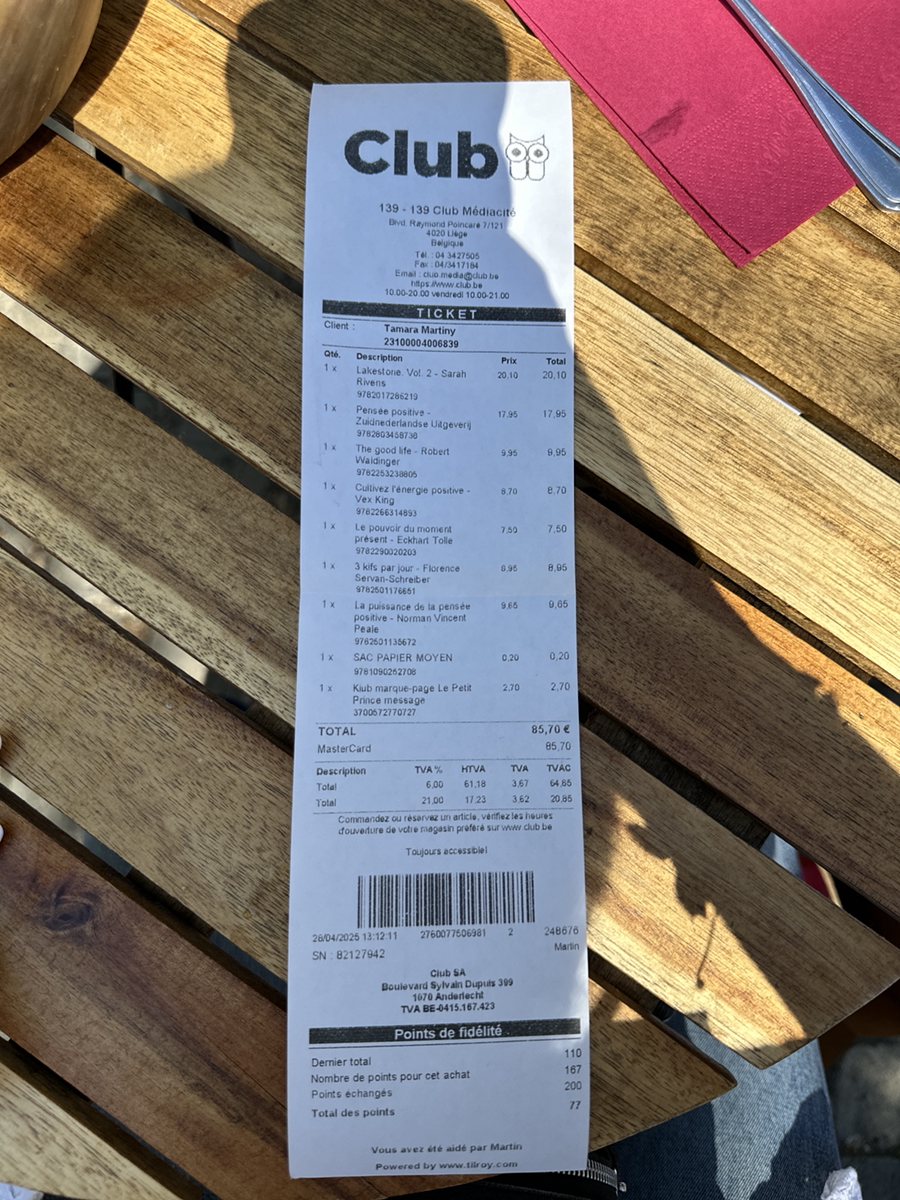 Club
139 - 139 Club Médiacité
Blvd. Raymond Poincaré 7/121
4020 Liège
Belgique
Tél. : 04 3427505
Fax : 04/3417184
Email : club.media@club.be
https://www.club.be
10.00-20.00 vendredi 10.00-21.00
TICKET
Client : Tamara Martiny
23100004006839
Qté. Description Prix Total
1 x Lakestone. Vol. 2 - Sarah 20,10 20,10
Rivens
9782017286219
1 x Pensée positive - 17,95 17,95
Zuidnederlandse Uitgeverij
9782803458738
1 x The good life - Robert 9,95 9,95
Waldinger
9782253238805
1 x Cultivez l'énergie positive - 8,70 8,70
Vex King
9782266314893
1 x Le pouvoir du moment 7,50 7,50
présent - Eckhart Tolle
9782290020203
1 x 3 kifs par jour - Florence 8,95 8,95
Servan-Schreiber
9782501176651
1 x La puissance de la pensée 9,65 9,65
positive - Norman Vincent
Peale
9782501135672
1 x SAC PAPIER MOYEN 0,20 0,20
9781090252708
1 x Kiub marque-page Le Petit 2,70 2,70
Prince message
3700572770727
TOTAL 85,70 €
MasterCard 85,70
Description TVA % HTVA TVA TVAC
Total 6,00 61,18 3,67 64,85
Total 21,00 17,23 3,62 20,85
Commandez ou réservez un article, vérifiez les heures
d'ouverture de votre magasin préféré sur www.club.be
Toujours accessible!
26/04/2025 13:12:11 2760077506981 2 248676
SN : 82127942 Martin
Club SA
Boulevard Sylvain Dupuis 399
1070 Anderlecht
TVA BE-0415.167.423
Points de fidélité
Dernier total 110
Nombre de points pour cet achat 167
Points échangés 200
Total des points 77
Vous avez été aidé par Martin
Powered by www.tilroy.com